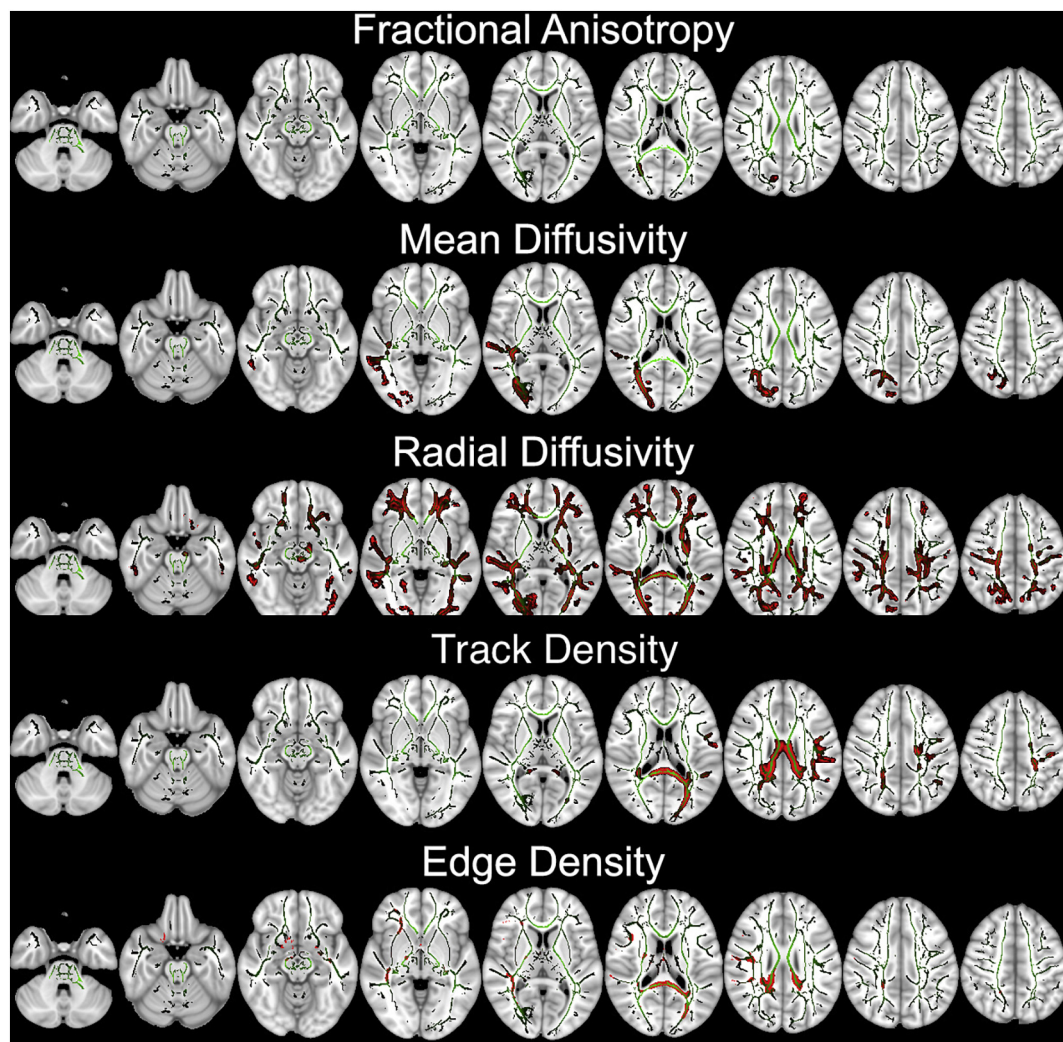 Fractional Anisotropy
Mean Diffusivity
Radial Diffusivity
Track Density
Edge Density